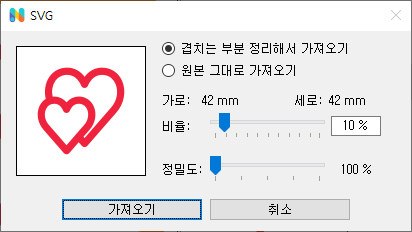 SVG
겹치는 부분 정리해서 가져오기
원본 그대로 가져오기
가로: 42 mm 세로: 42 mm
비율: 10 %
정밀도: 100 %
가져오기 취소